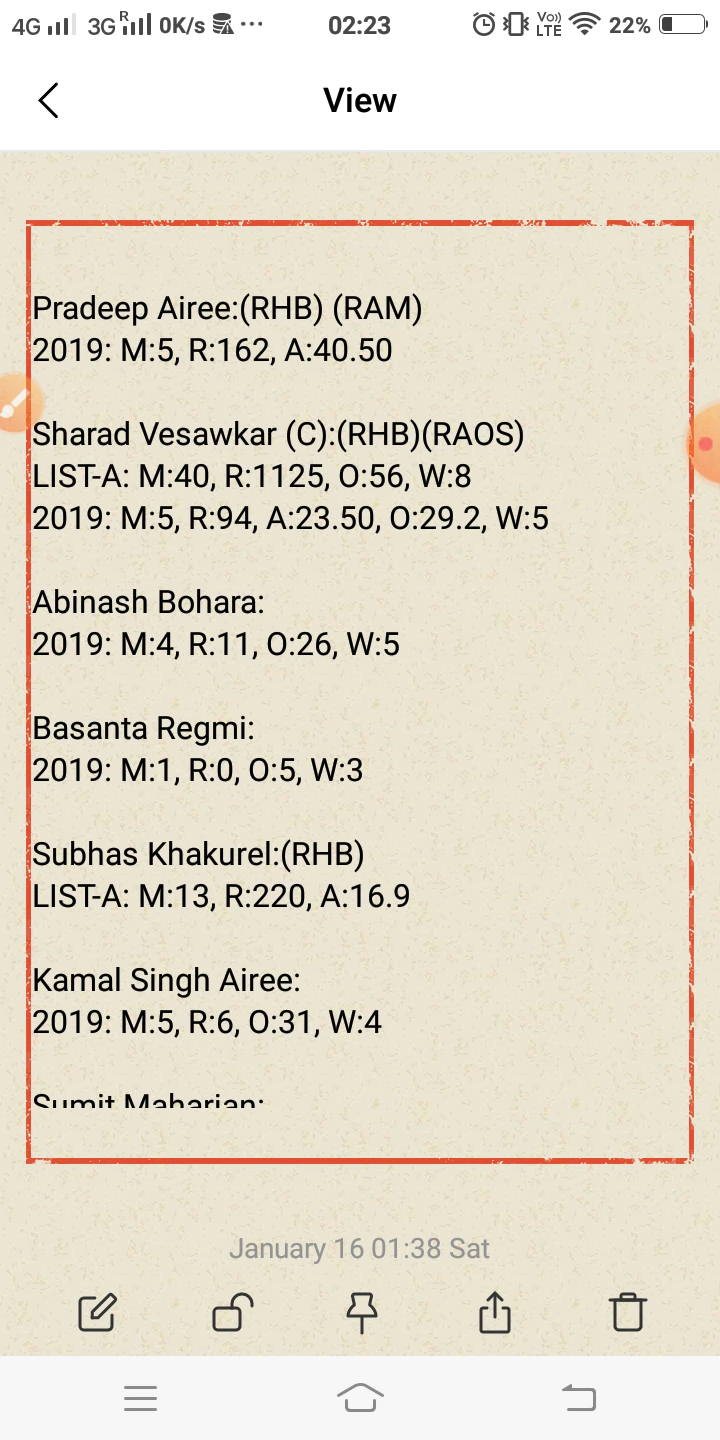 4G 3G R 0K/s ... 02:23 Vo)) LTE 22%
View
Pradeep Airee:(RHB) (RAM)
2019: M:5, R:162, A:40.50
Sharad Vesawkar (C):(RHB)(RAOS)
LIST-A: M:40, R:1125, O:56, W:8
2019: M:5, R:94, A:23.50, O:29.2, W:5
Abinash Bohara:
2019: M:4, R:11, O:26, W:5
Basanta Regmi:
2019: M:1, R:0, O:5, W:3
Subhas Khakurel:(RHB)
LIST-A: M:13, R:220, A:16.9
Kamal Singh Airee:
2019: M:5, R:6, O:31, W:4
Sumit Maharjan:
January 16 01:38 Sat